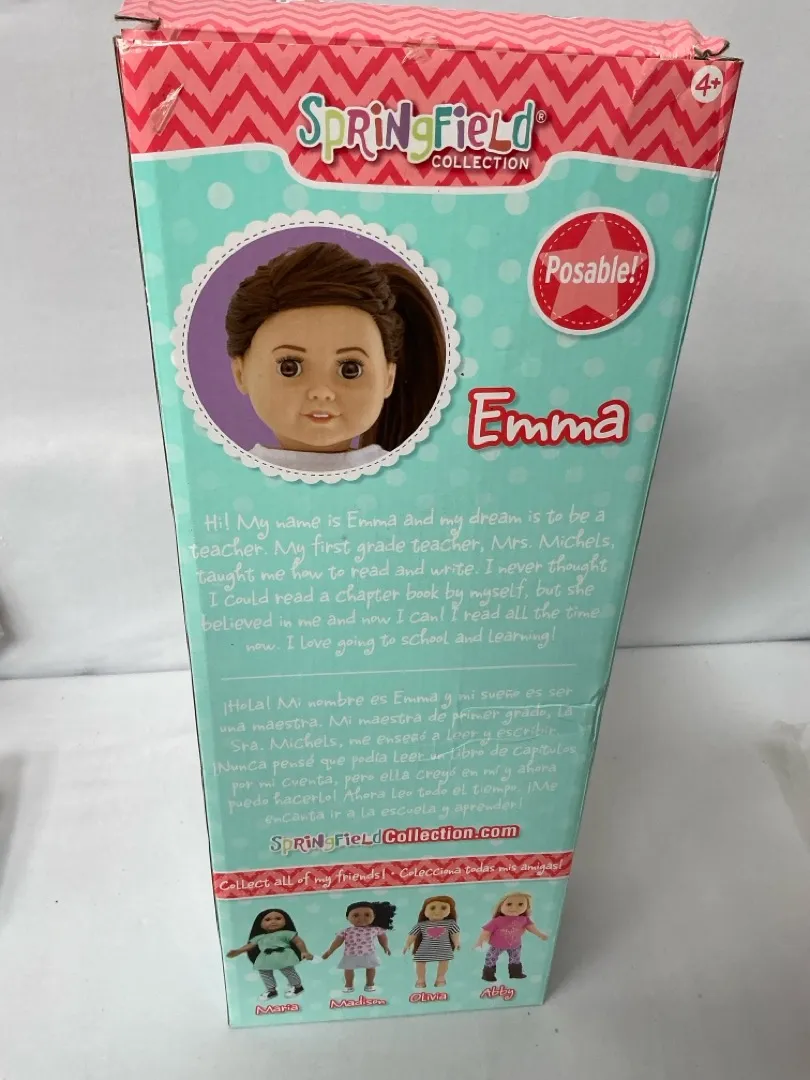 4+
SPRiNGFieLD®
COLLECTION
Posable!
Emma
Hi! My name is Emma and my dream is to be a
teacher. My first grade teacher, Mrs. Michels,
taught me how to read and write. I never thought
I could read a chapter book by myself, but she
believed in me and now I can! I read all the time
now. I love going to school and learning!
¡Hola! Mi nombre es Emma y mi sueño es ser
una maestra. Mi maestra de primer grado, La
Sra. Michels, me enseñó a leer y escribir.
¡Nunca pensé que podía leer un libro de capítulos
por mi cuenta, pero ella creyó en mí y ahora
puedo hacerlo! Ahora leo todo el tiempo. ¡Me
encanta ir a la escuela y aprender!
SPRiNGFieLDCollection.com
Collect all of my friends! • Colecciona todas mis amigas!
Maria Madison Olivia Abby